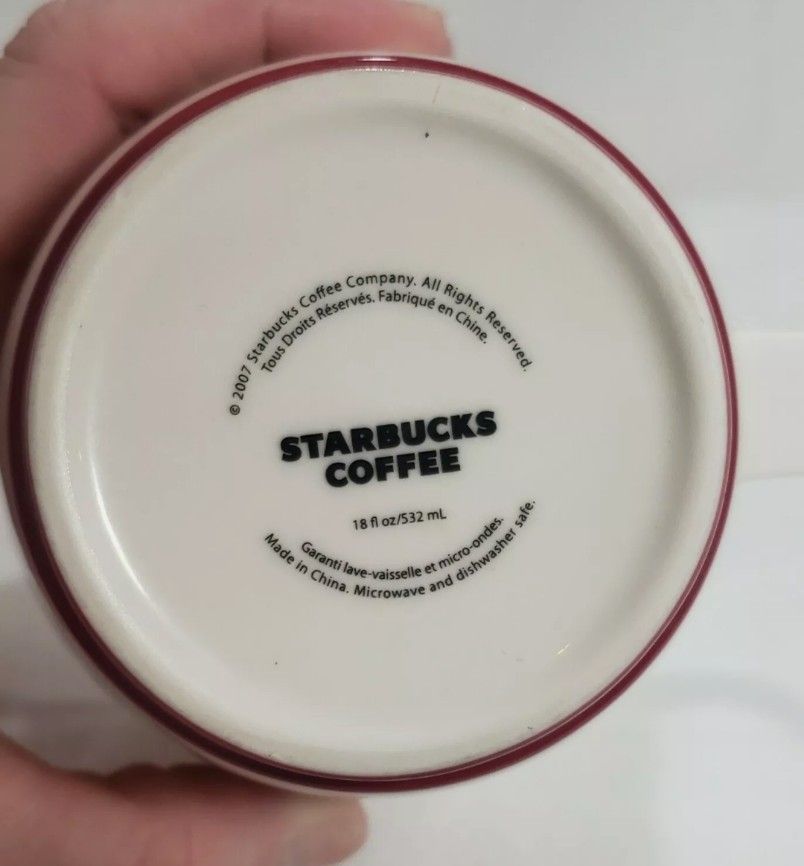 © 2007 Starbucks Coffee Company. All Rights Reserved.
Tous Droits Réservés. Fabriqué en Chine.
STARBUCKS
COFFEE
18 fl oz/532 mL
Garanti lave-vaisselle et micro-ondes.
Made in China. Microwave and dishwasher safe.